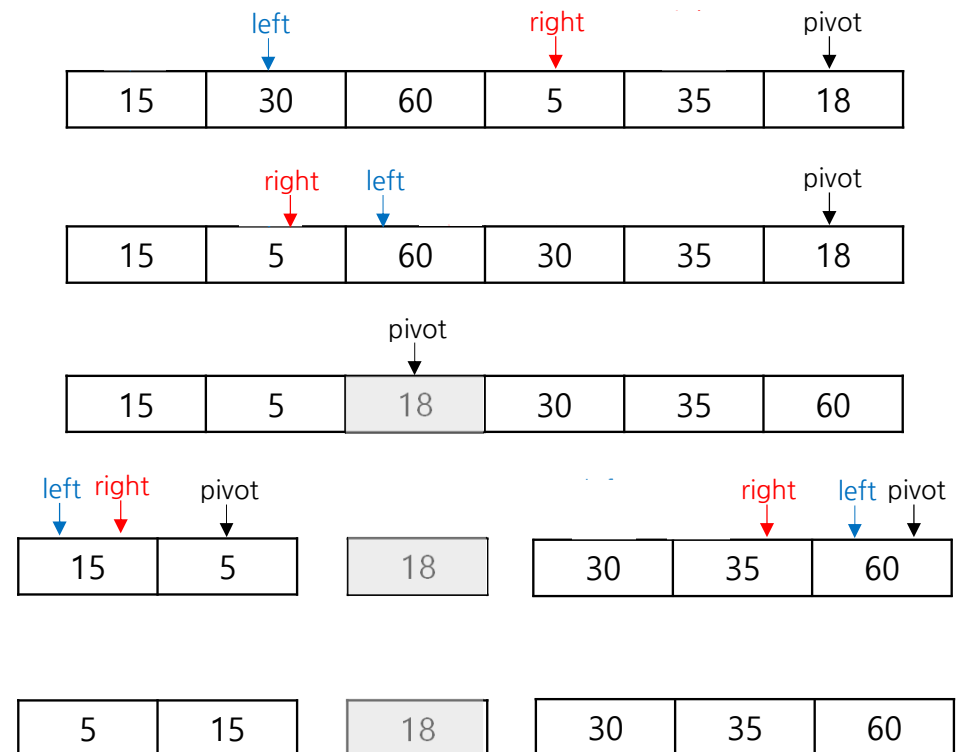 left right pivot
15 30 60 5 35 18
right left pivot
15 5 60 30 35 18
pivot
15 5 18 30 35 60
left right pivot right left pivot
15 5 18 30 35 60
5 15 18 30 35 60